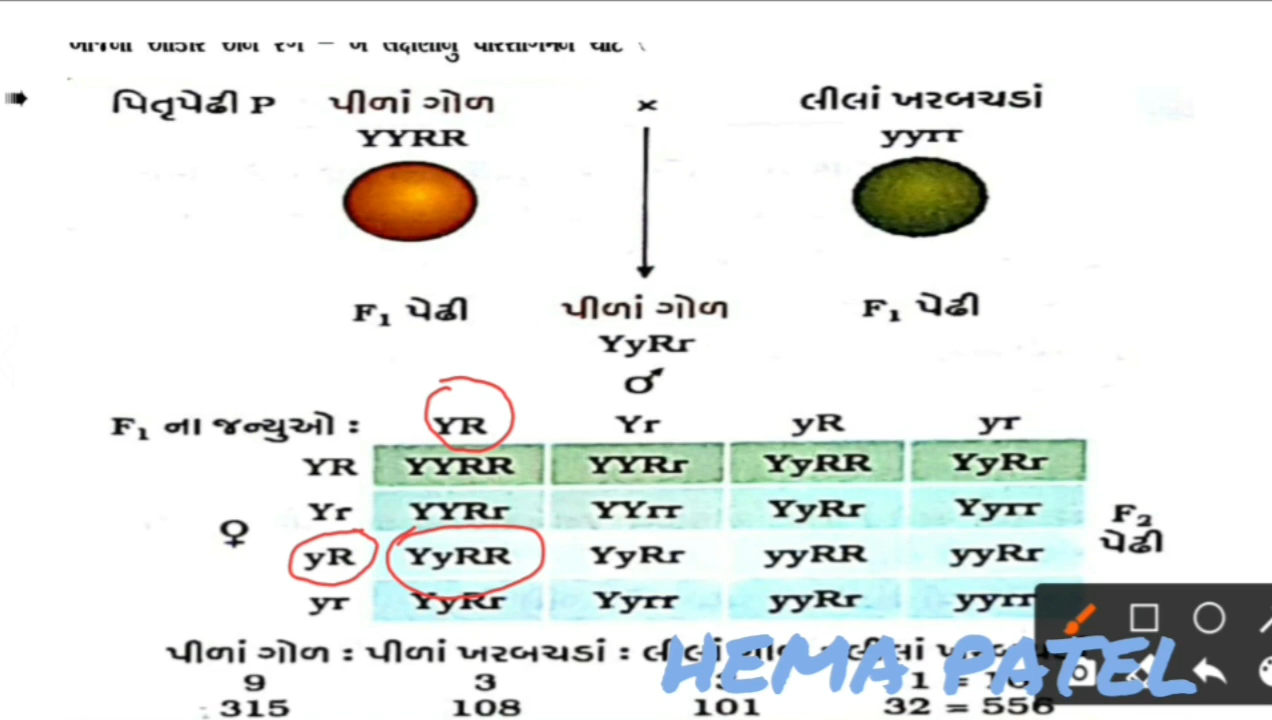 પિતૃપેઢી P પીળાં ગોળ × લીલાં ખરબચડાં
YYRR yyrr
F₁ પેઢી પીળાં ગોળ F₁ પેઢી
YyRr
♂
F₁ ના જન્યુઓ : YR Yr yR yr
YR YYRR YYRr YyRR YyRr
Yr YYRr YYrr YyRr Yyrr F₂
♀ yR YyRR YyRr yyRR yyRr પેઢી
yr YyRr Yyrr yyRr yyrr
પીળાં ગોળ : પીળાં ખરબચડાં :
9 3 1 =
315 108 101 32 = 556
HEMA PATEL